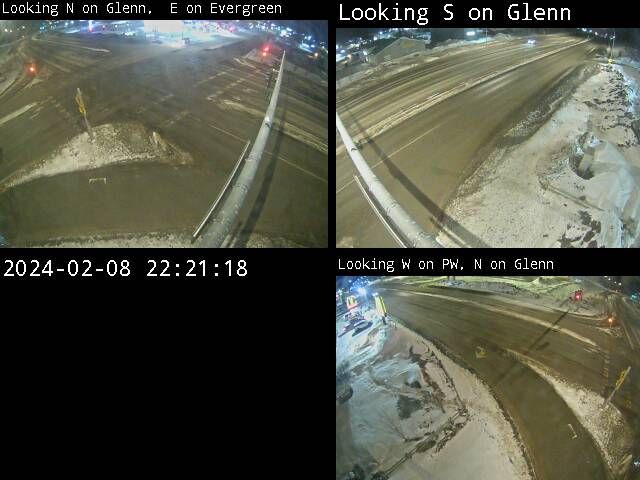 Looking N on Glenn,  E on Evergreen
Looking S on Glenn
2024-02-08 22:21:18
Looking W on PW, N on Glenn